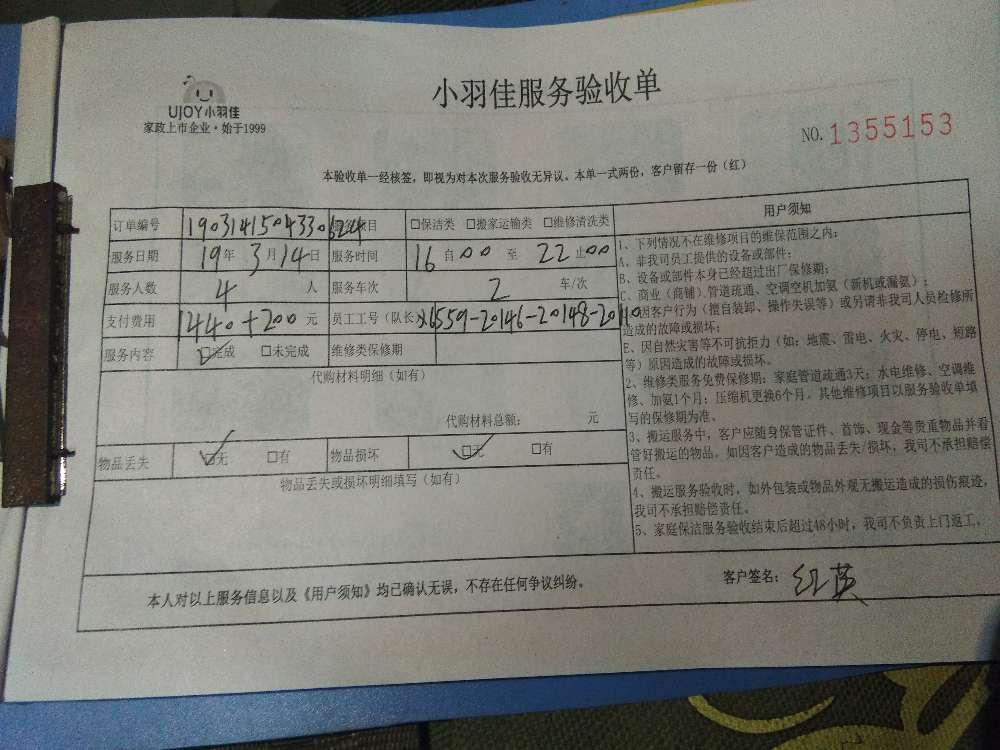 UJOY小羽佳
家政上市企业·始于1999
小羽佳服务验收单
NO. 1355153
本验收单一经核签，即视为对本次服务验收无异议。本单一式两份，客户留存一份（红）
订单编号 190314150433 服务项目 □保洁类 □搬家运输类 □维修清洗类
服务日期 19年 3月14日 服务时间 16自00 至 22止00
服务人数 4 人 服务车次 2 车/次
支付费用 1440+200 元 员工工号（队长） 26559-20146-20148-20110
服务内容 □完成 □未完成 维修类保修期
代购材料明细（如有）
代购材料总额： 元
物品丢失 □无 □有 物品损坏 □无 □有
物品丢失或损坏明细填写（如有）
用户须知
1、下列情况不在维修项目的维保范围之内：
A、非我司员工提供的设备或部件；
B、设备或部件本身已经超过出厂保修期；
C、商业（商铺）管道疏通、空调空机加氨（新机或漏氨）；
因客户行为（擅自装卸、操作失误等）或另请非我司人员检修所
造成的故障或损坏；
E、因自然灾害等不可抗拒力（如：地震、雷电、火灾、停电、短路
等）原因造成的故障或损坏。
2、维修类服务免费保修期：家庭管道疏通3天；水电维修、空调维
修、加氨1个月；压缩机更换6个月。其他维修项目以服务验收单填
写的保修期为准。
3、搬运服务中，客户应随身保管证件、首饰、现金等贵重物品并看
管好搬运的物品。如因客户造成的物品丢失/损坏，我司不承担赔偿
责任。
4、搬运服务验收时，如外包装或物品外观无搬运造成的损伤痕迹，
我司不承担赔偿责任。
5、家庭保洁服务验收结束后超过48小时，我司不负责上门返工。
本人对以上服务信息以及《用户须知》均已确认无误，不存在任何争议纠纷。
客户签名： 红英